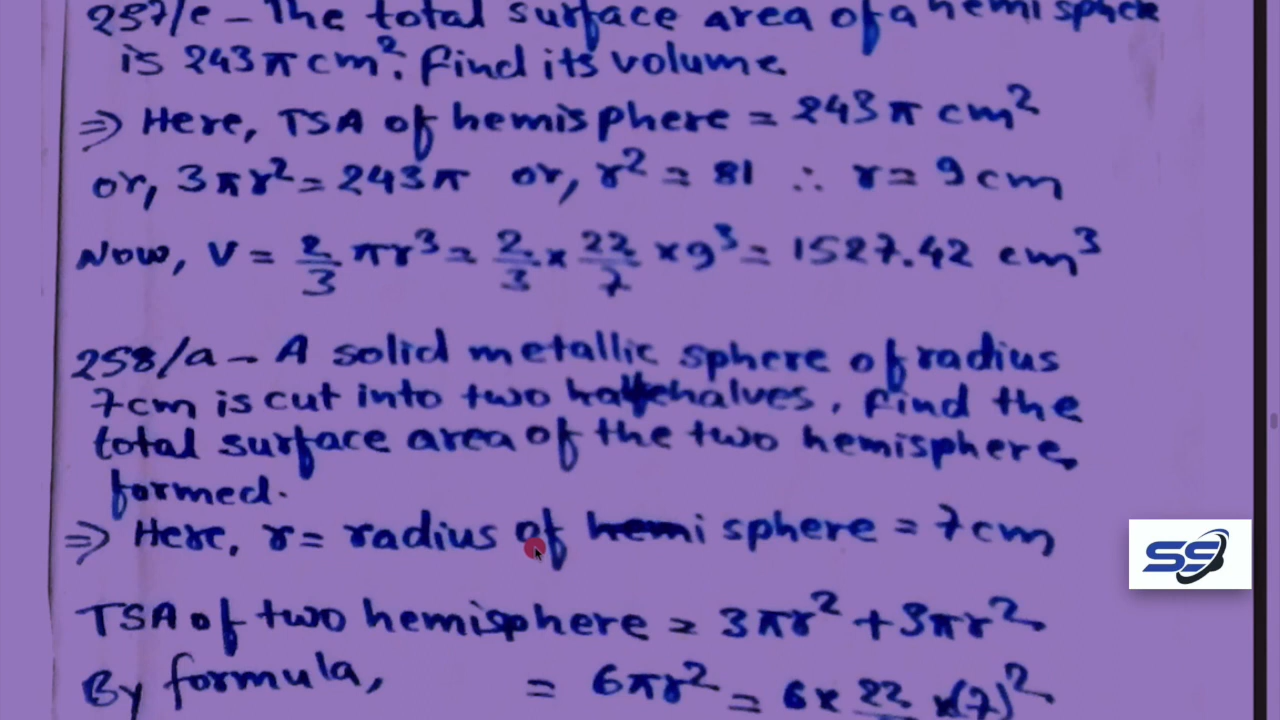 257/e - The total surface area of a hemisphere
is 243π cm². find its volume.
⇒ Here, TSA of hemisphere = 243π cm²
or, 3πr² = 243π or, r² = 81 ∴ r = 9cm
Now, V = 2/3 πr³ = 2/3 × 22/7 × 9³ = 1527.42 cm³
258/a - A solid metallic sphere of radius
7cm is cut into two halves, find the
total surface area of the two hemisphere
formed.
⇒ Here, r = radius of sphere = 7cm
TSA of two hemisphere = 3πr² + 3πr²
By formula, = 6πr² = 6 × 22 × (7)²
SS